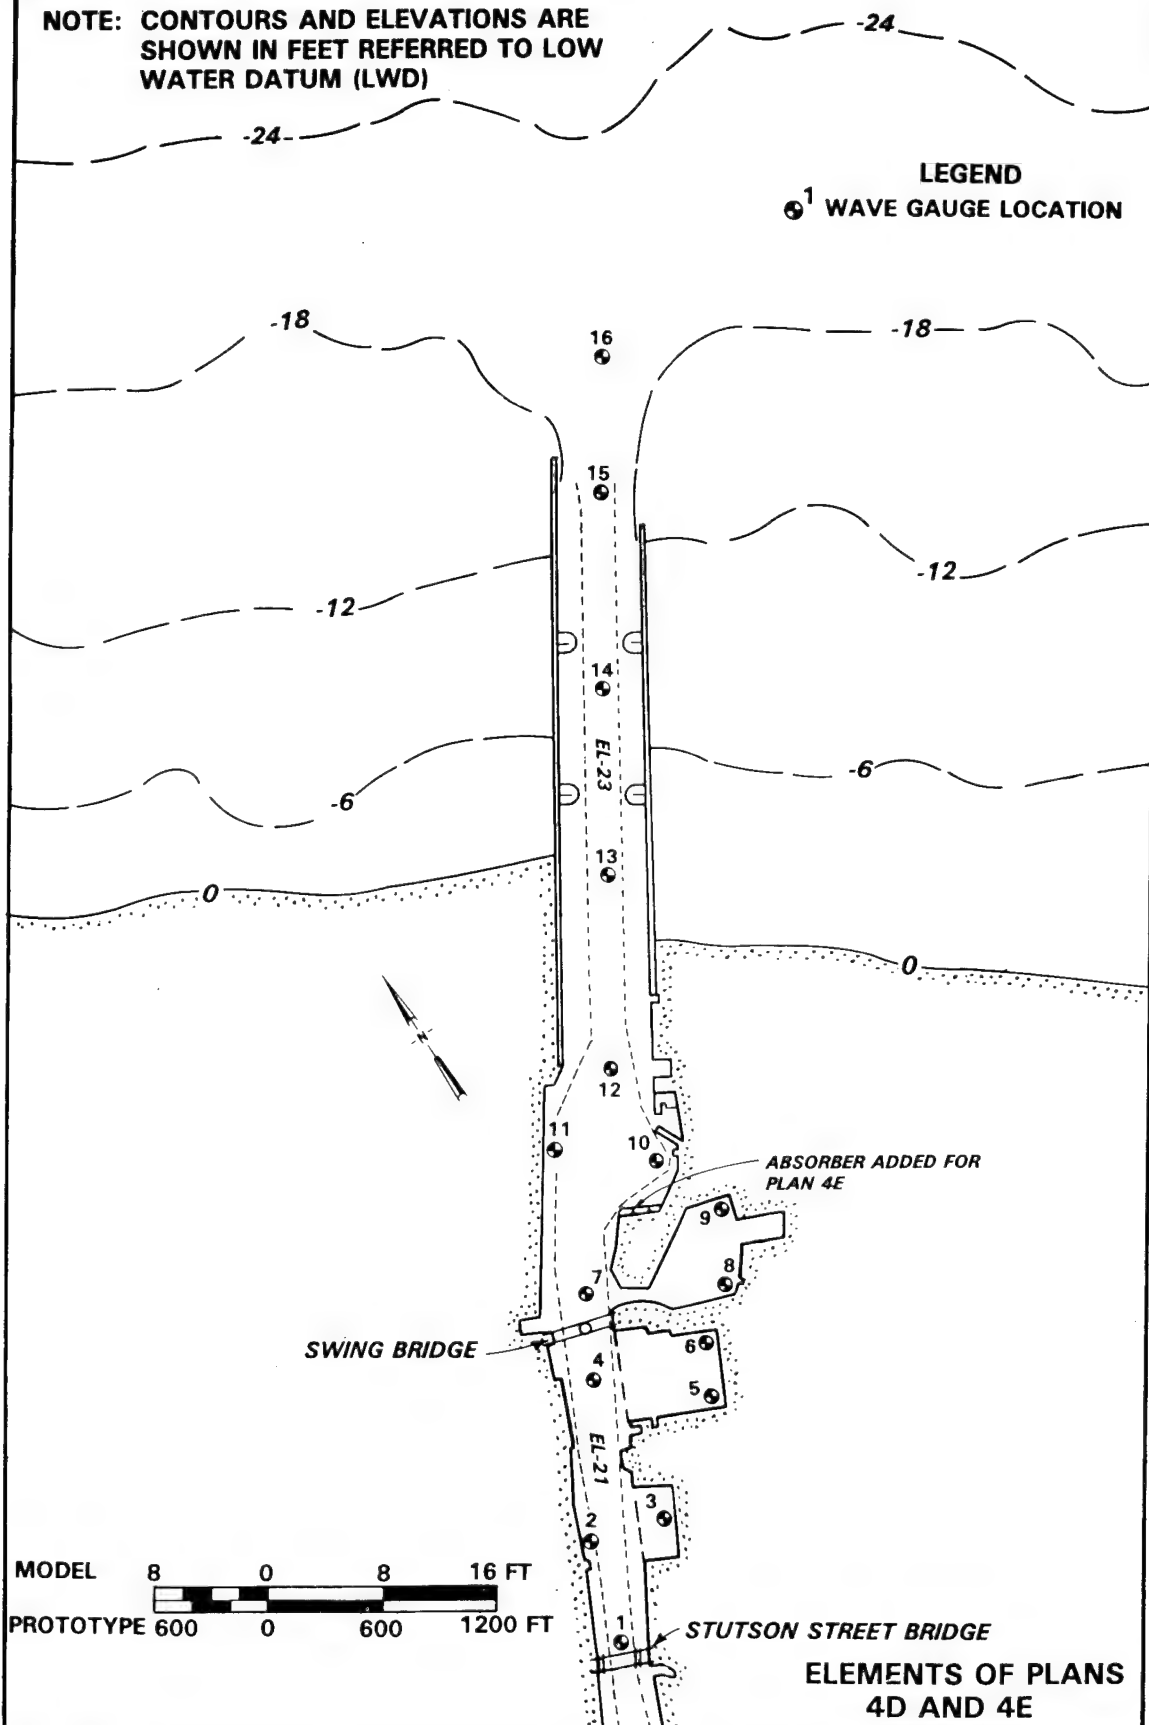 NOTE: CONTOURS AND ELEVATIONS ARE
SHOWN IN FEET REFERRED TO LOW
WATER DATUM (LWD)
-24
-24
LEGEND
1 WAVE GAUGE LOCATION
-18
-18
16
15
-12
-12
14
EL-23
-6
-6
13
0
0
N
12
11
10
ABSORBER ADDED FOR
PLAN 4E
9
8
7
SWING BRIDGE
6
4
5
EL-21
3
2
MODEL 8 0 8 16 FT
PROTOTYPE 600 0 600 1200 FT
1
STUTSON STREET BRIDGE
ELEMENTS OF PLANS
4D AND 4E